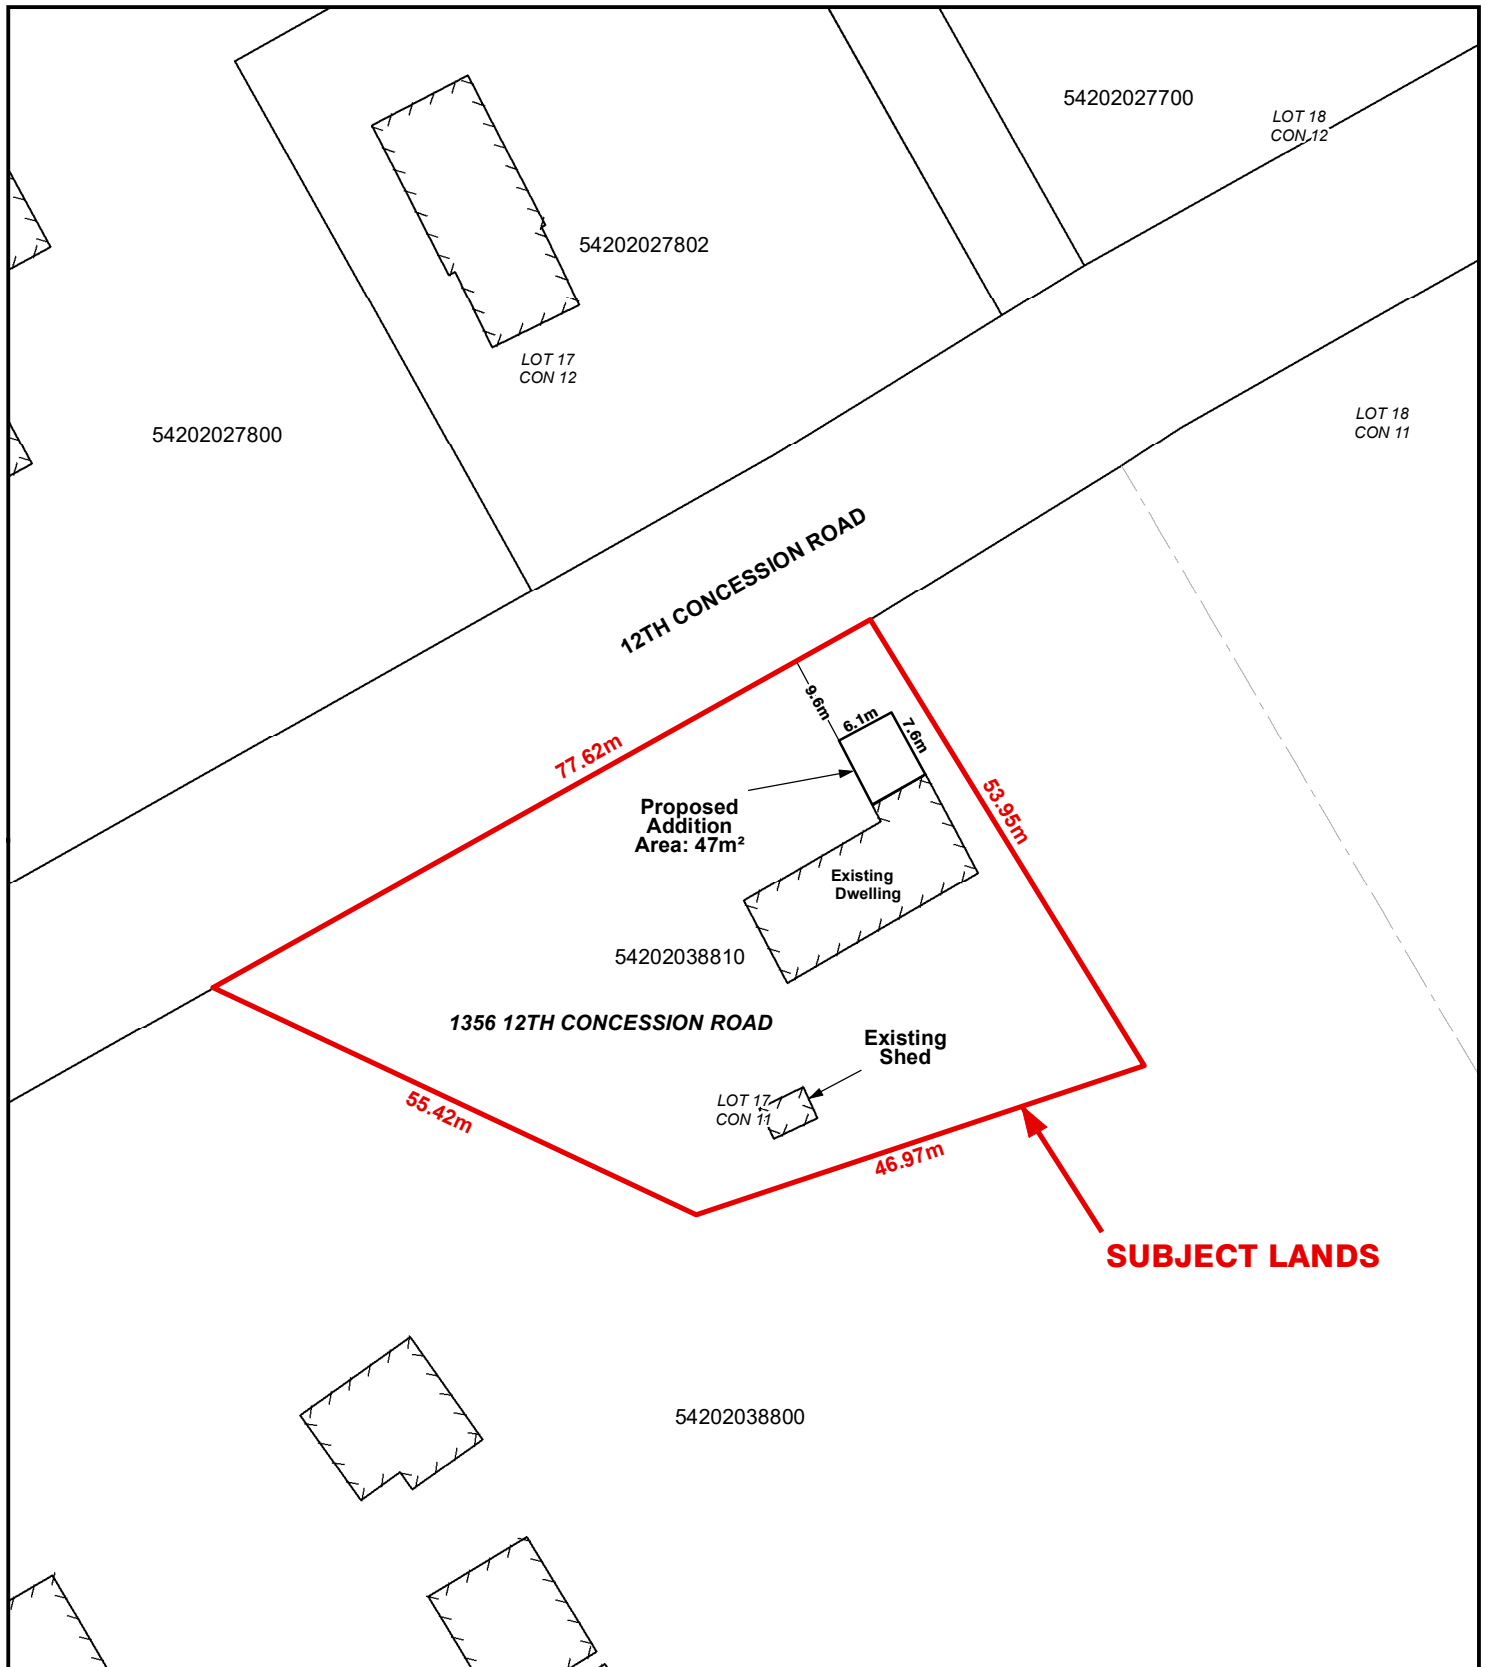 54202027700
LOT 18
CON 12
54202027802
LOT 17
CON 12
54202027800
LOT 18
CON 11
12TH CONCESSION ROAD
9.6m
6.1m
7.6m
77.62m
53.95m
Proposed
Addition
Area: 47m²
Existing
Dwelling
54202038810
1356 12TH CONCESSION ROAD
Existing
Shed
LOT 17
CON 11
55.42m
46.97m
SUBJECT LANDS
54202038800